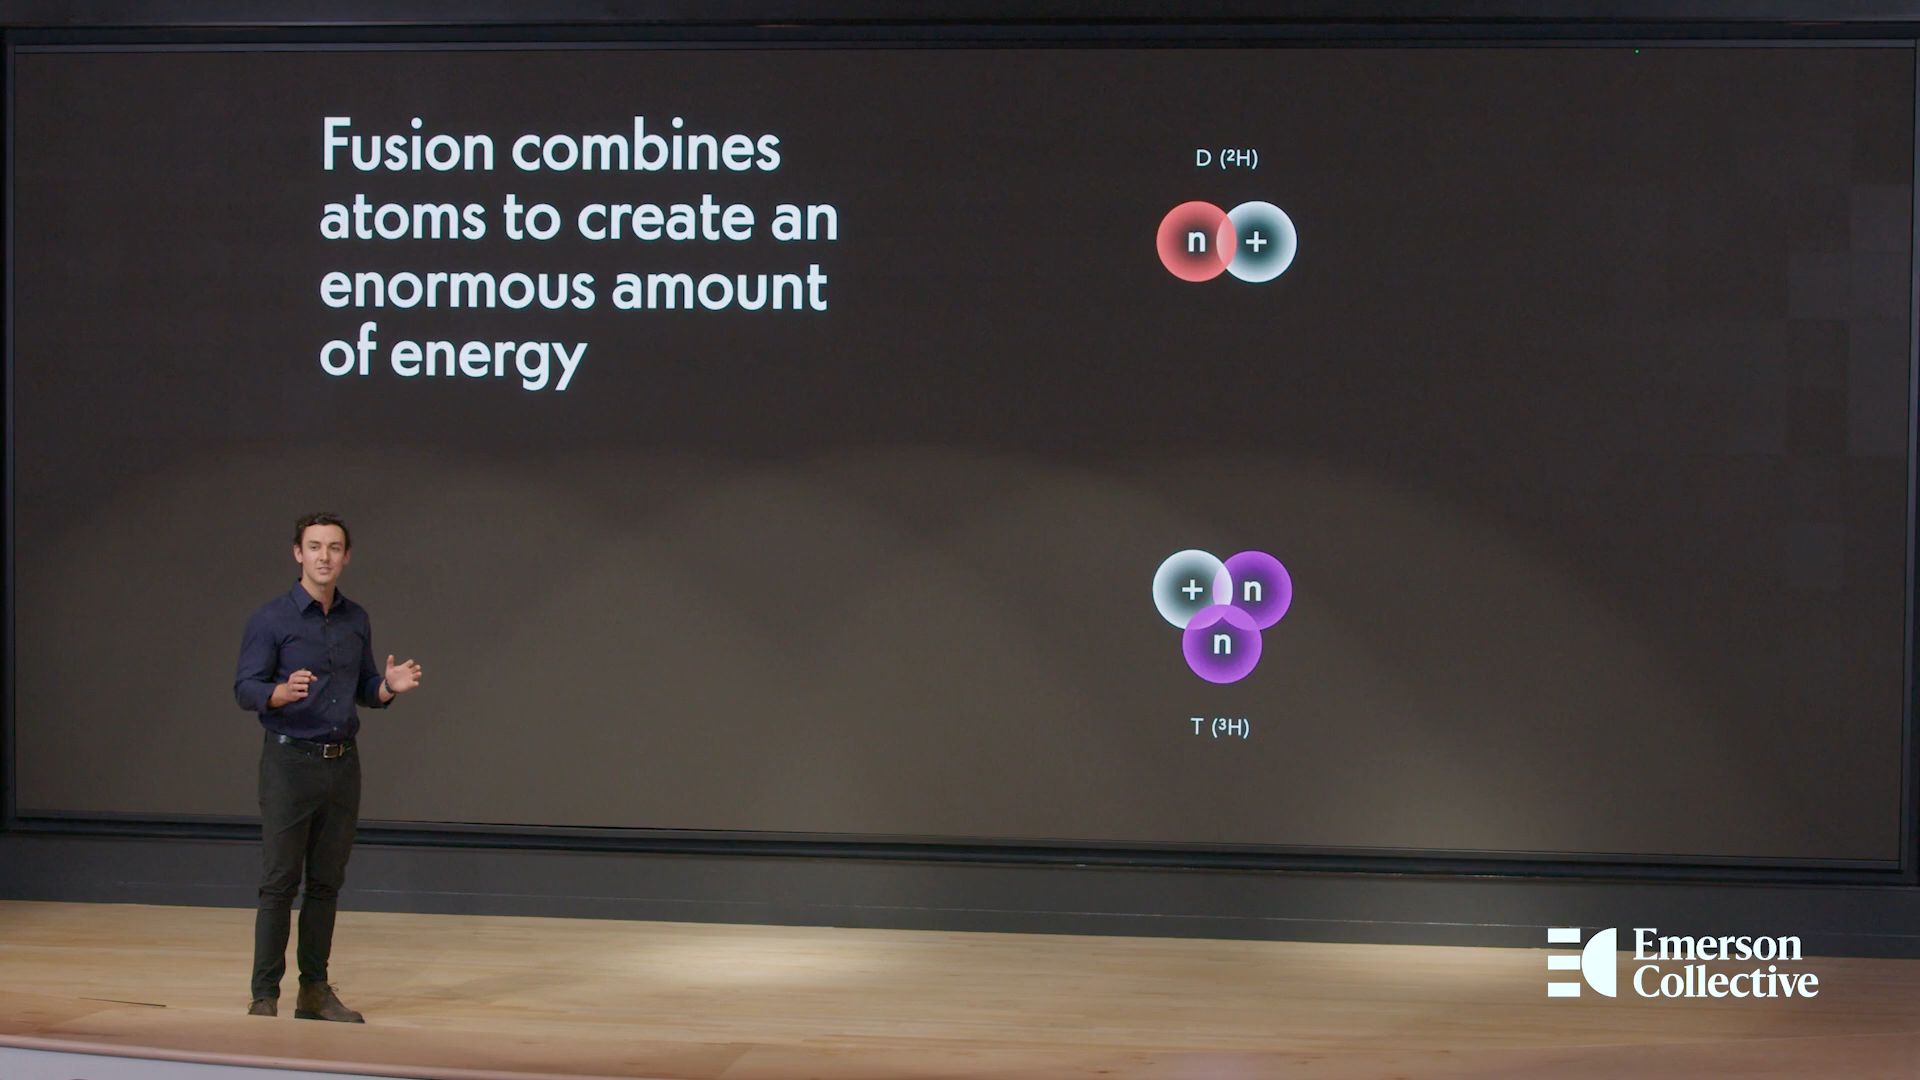 Fusion combines
atoms to create an
enormous amount
of energy
D (²H)
n +
+ n
n
T (³H)
Emerson
Collective